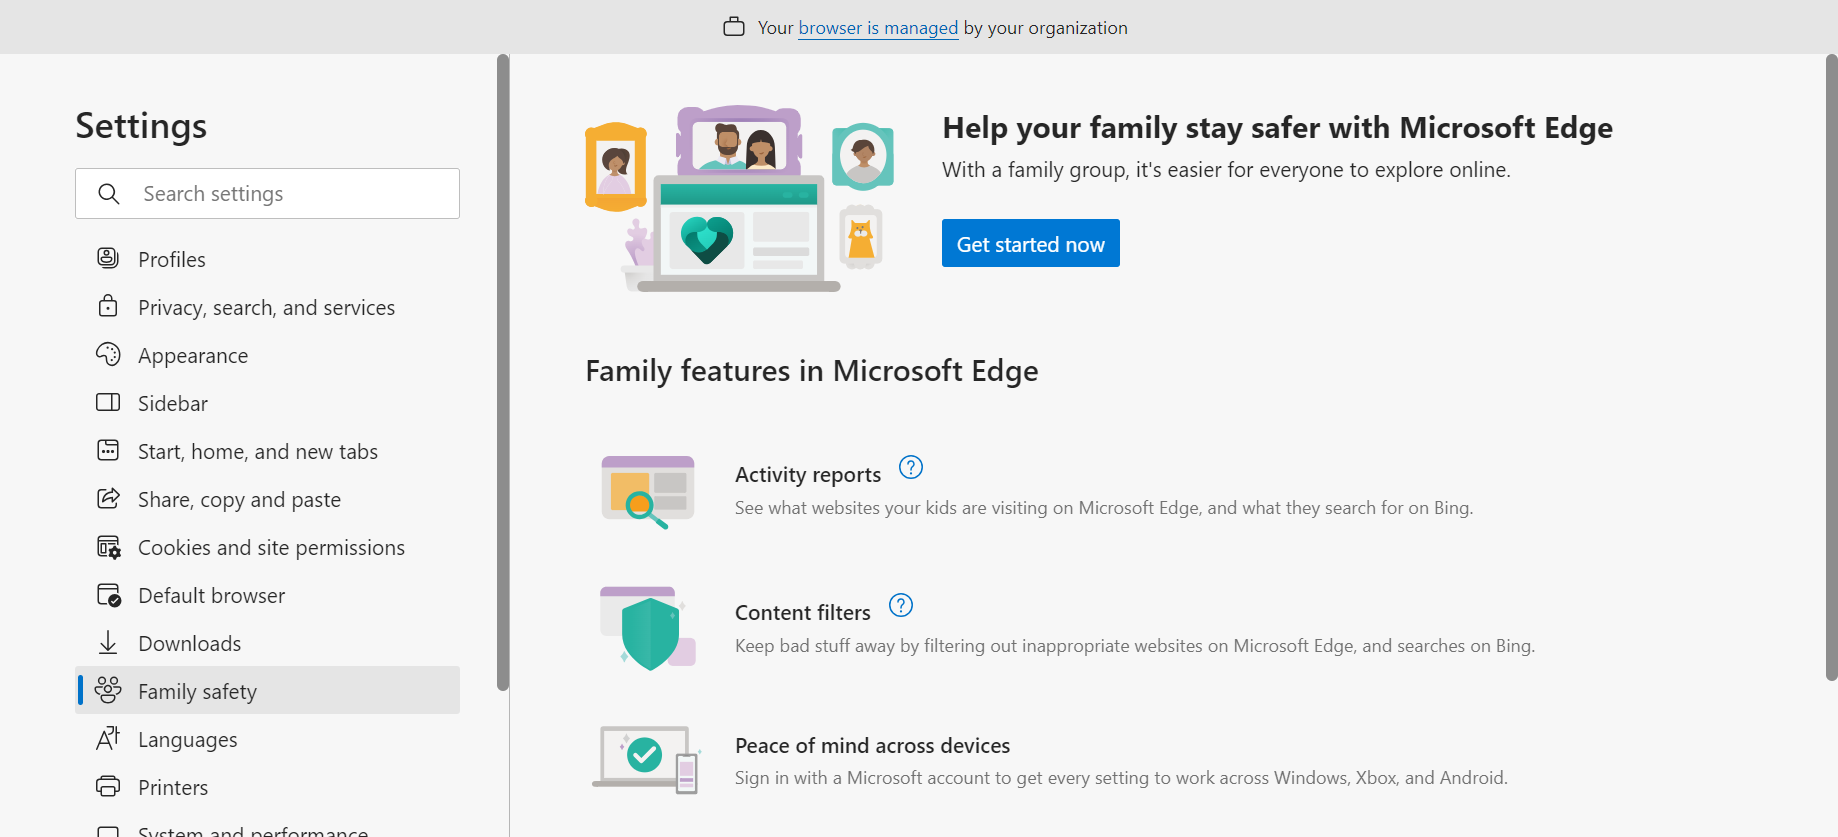 Your browser is managed by your organization
Settings
Search settings
Profiles
Privacy, search, and services
Appearance
Sidebar
Start, home, and new tabs
Share, copy and paste
Cookies and site permissions
Default browser
Downloads
Family safety
Languages
Printers
System and performance
Help your family stay safer with Microsoft Edge
With a family group, it's easier for everyone to explore online.
Get started now
Family features in Microsoft Edge
Activity reports
See what websites your kids are visiting on Microsoft Edge, and what they search for on Bing.
Content filters
Keep bad stuff away by filtering out inappropriate websites on Microsoft Edge, and searches on Bing.
Peace of mind across devices
Sign in with a Microsoft account to get every setting to work across Windows, Xbox, and Android.